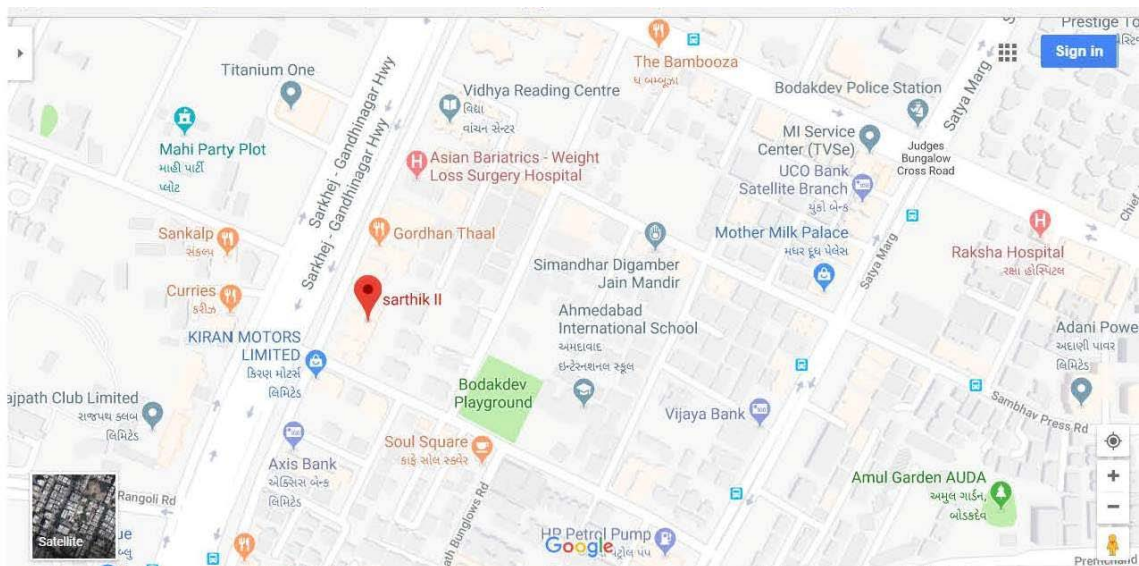 Prestige To
Sign in
The Bambooza
ધ બમ્બૂઝા
Titanium One
Vidhya Reading Centre
વિદ્યા
વાંચન સેન્ટર
Bodakdev Police Station
Satya Marg
Sarkhej - Gandhinagar Hwy
Sarkhej - Gandhinagar Hwy
Mahi Party Plot
માહી પાર્ટી
પ્લોટ
Asian Bariatrics - Weight
Loss Surgery Hospital
MI Service
Center (TVSe)
Judges
Bungalow
Cross Road
UCO Bank
Satellite Branch
યુકો બેન્ક
Chief
Sankalp
સંકલ્પ
Gordhan Thaal
Simandhar Digamber
Jain Mandir
Mother Milk Palace
મધર દૂધ પેલેસ
Satya Marg
Raksha Hospital
રક્ષા હોસ્પિટલ
Curries
કરીઝ
sarthik II
Ahmedabad
International School
અમદાવાદ
ઇન્ટરનેશનલ સ્કૂલ
KIRAN MOTORS
LIMITED
કિરણ મોટર્સ
લિમિટેડ
Adani Powe
અદાણી પાવર
લિમિટેડ
ajpath Club Limited
રાજપથ ક્લબ
લિમિટેડ
Bodakdev
Playground
Vijaya Bank
Sambhav Press Rd
Soul Square
કાફે સોલ સ્ક્વેર
Axis Bank
એક્સિસ બેન્ક
લિમિટેડ
Rangoli Rd
ath Bunglows Rd
Amul Garden AUDA
અમુલ ગાર્ડન,
બોડકદેવ
Satellite
ue
બ્લુ
HP Petrol Pump
પેટ્રોલ પંપ
Google
Premchand